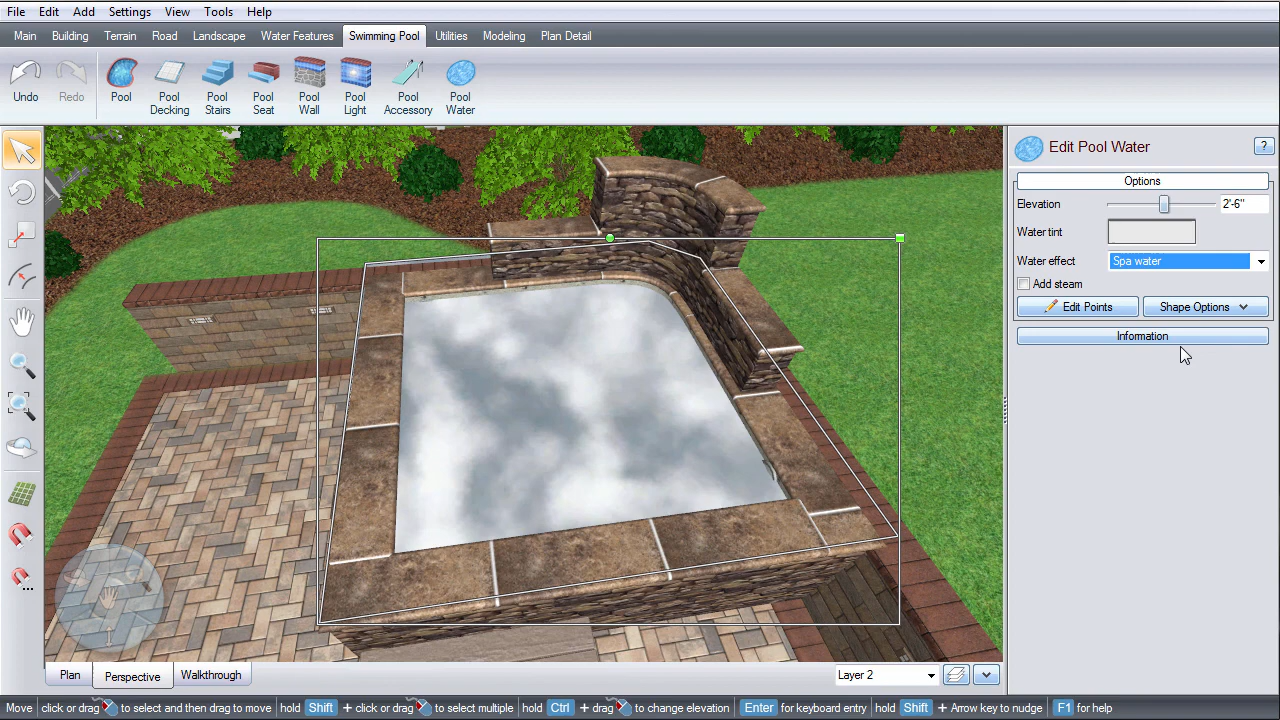 File Edit Add Settings View Tools Help
Main Building Terrain Road Landscape Water Features Swimming Pool Utilities Modeling Plan Detail
Undo Redo Pool Pool Decking Pool Stairs Pool Seat Pool Wall Pool Light Pool Accessory Pool Water
Edit Pool Water ?
Options
Elevation 2'-6"
Water tint
Water effect Spa water
Add steam
Edit Points Shape Options
Information
Plan Perspective Walkthrough Layer 2
Move click or drag to select and then drag to move hold Shift + click or drag to select multiple hold Ctrl + drag to change elevation Enter for keyboard entry hold Shift + Arrow key to nudge F1 for help